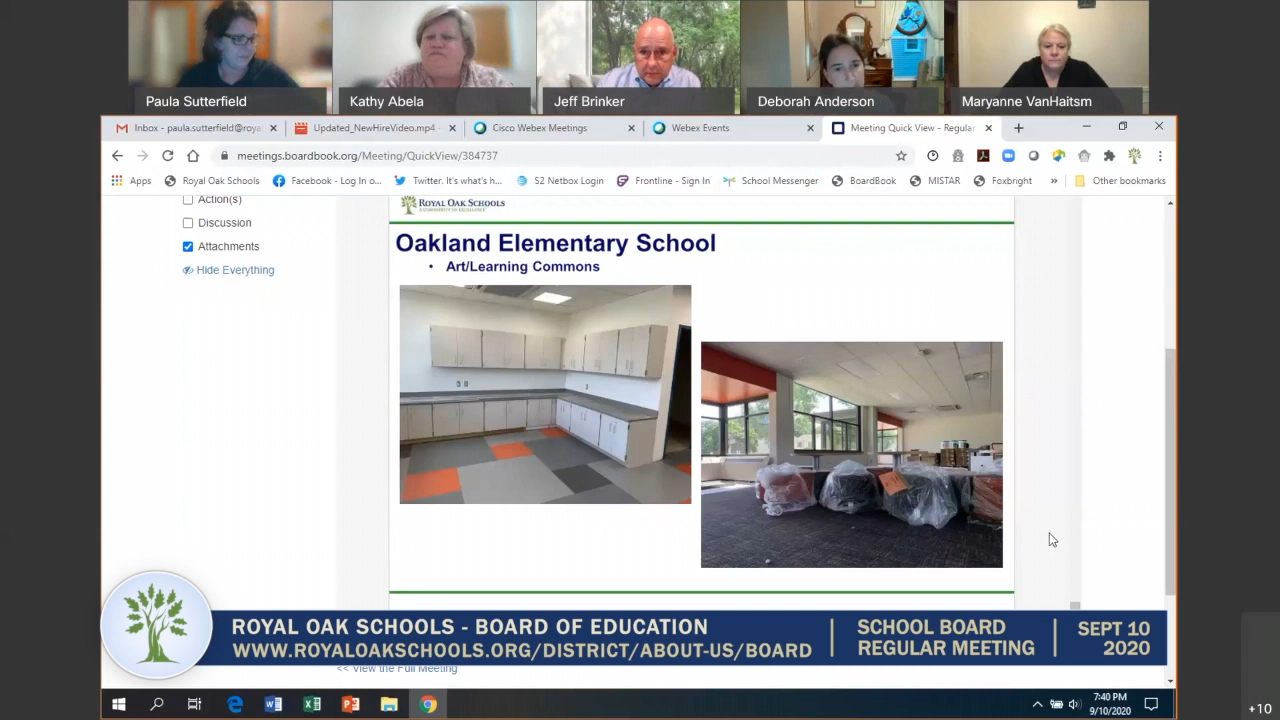 Paula Sutterfield
Kathy Abela
Jeff Brinker
Deborah Anderson
Maryanne VanHaitsm
Inbox - paula.sutterfield@roya
Updated_NewHireVideo.mp4 -
Cisco Webex Meetings
Webex Events
Meeting Quick View - Regular
meetings.boardbook.org/Meeting/QuickView/384737
Apps
Royal Oak Schools
Facebook - Log In o...
Twitter. It's what's h...
S2 Netbox Login
Frontline - Sign In
School Messenger
BoardBook
MISTAR
Foxbright
»
Other bookmarks
Action(s)
Discussion
Attachments
Hide Everything
ROYAL OAK SCHOOLS
A COMMUNITY OF EXCELLENCE
Oakland Elementary School
• Art/Learning Commons
ROYAL OAK SCHOOLS - BOARD OF EDUCATION
WWW.ROYALOAKSCHOOLS.ORG/DISTRICT/ABOUT-US/BOARD
SCHOOL BOARD
REGULAR MEETING
SEPT 10
2020
<< View the Full Meeting
7:40 PM
9/10/2020
+10